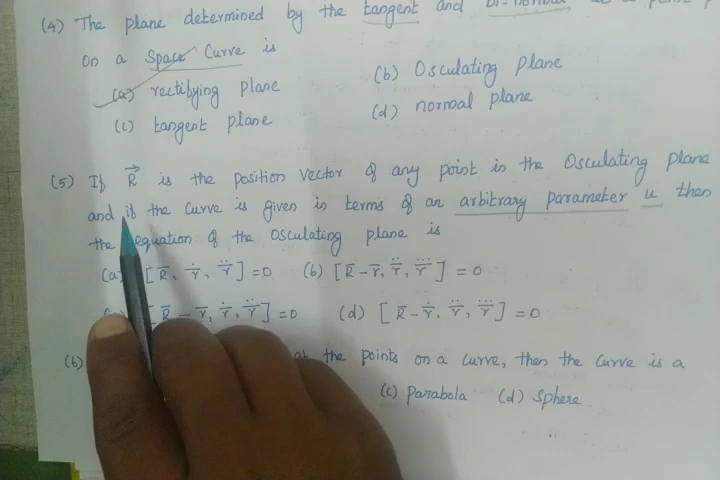 (4) The plane determined by the tangent and bi-normal
on a Space Curve is
(a) rectifying plane (b) Osculating plane
(c) tangent plane (d) normal plane
(5) If R⃗ is the position vector of any point in the Osculating plane
and if the curve is given in terms of an arbitrary parameter u then
the equation of the osculating plane is
(a) [R̄, ṙ, r̈] = 0 (b) [R̄ - r̄, r̈, r⃛] = 0
[R̄ - r̄, ṙ, r̈] = 0 (d) [R̄ - ṙ, r̈, r⃛] = 0
(6) the points on a curve, then the curve is a
(c) parabola (d) sphere